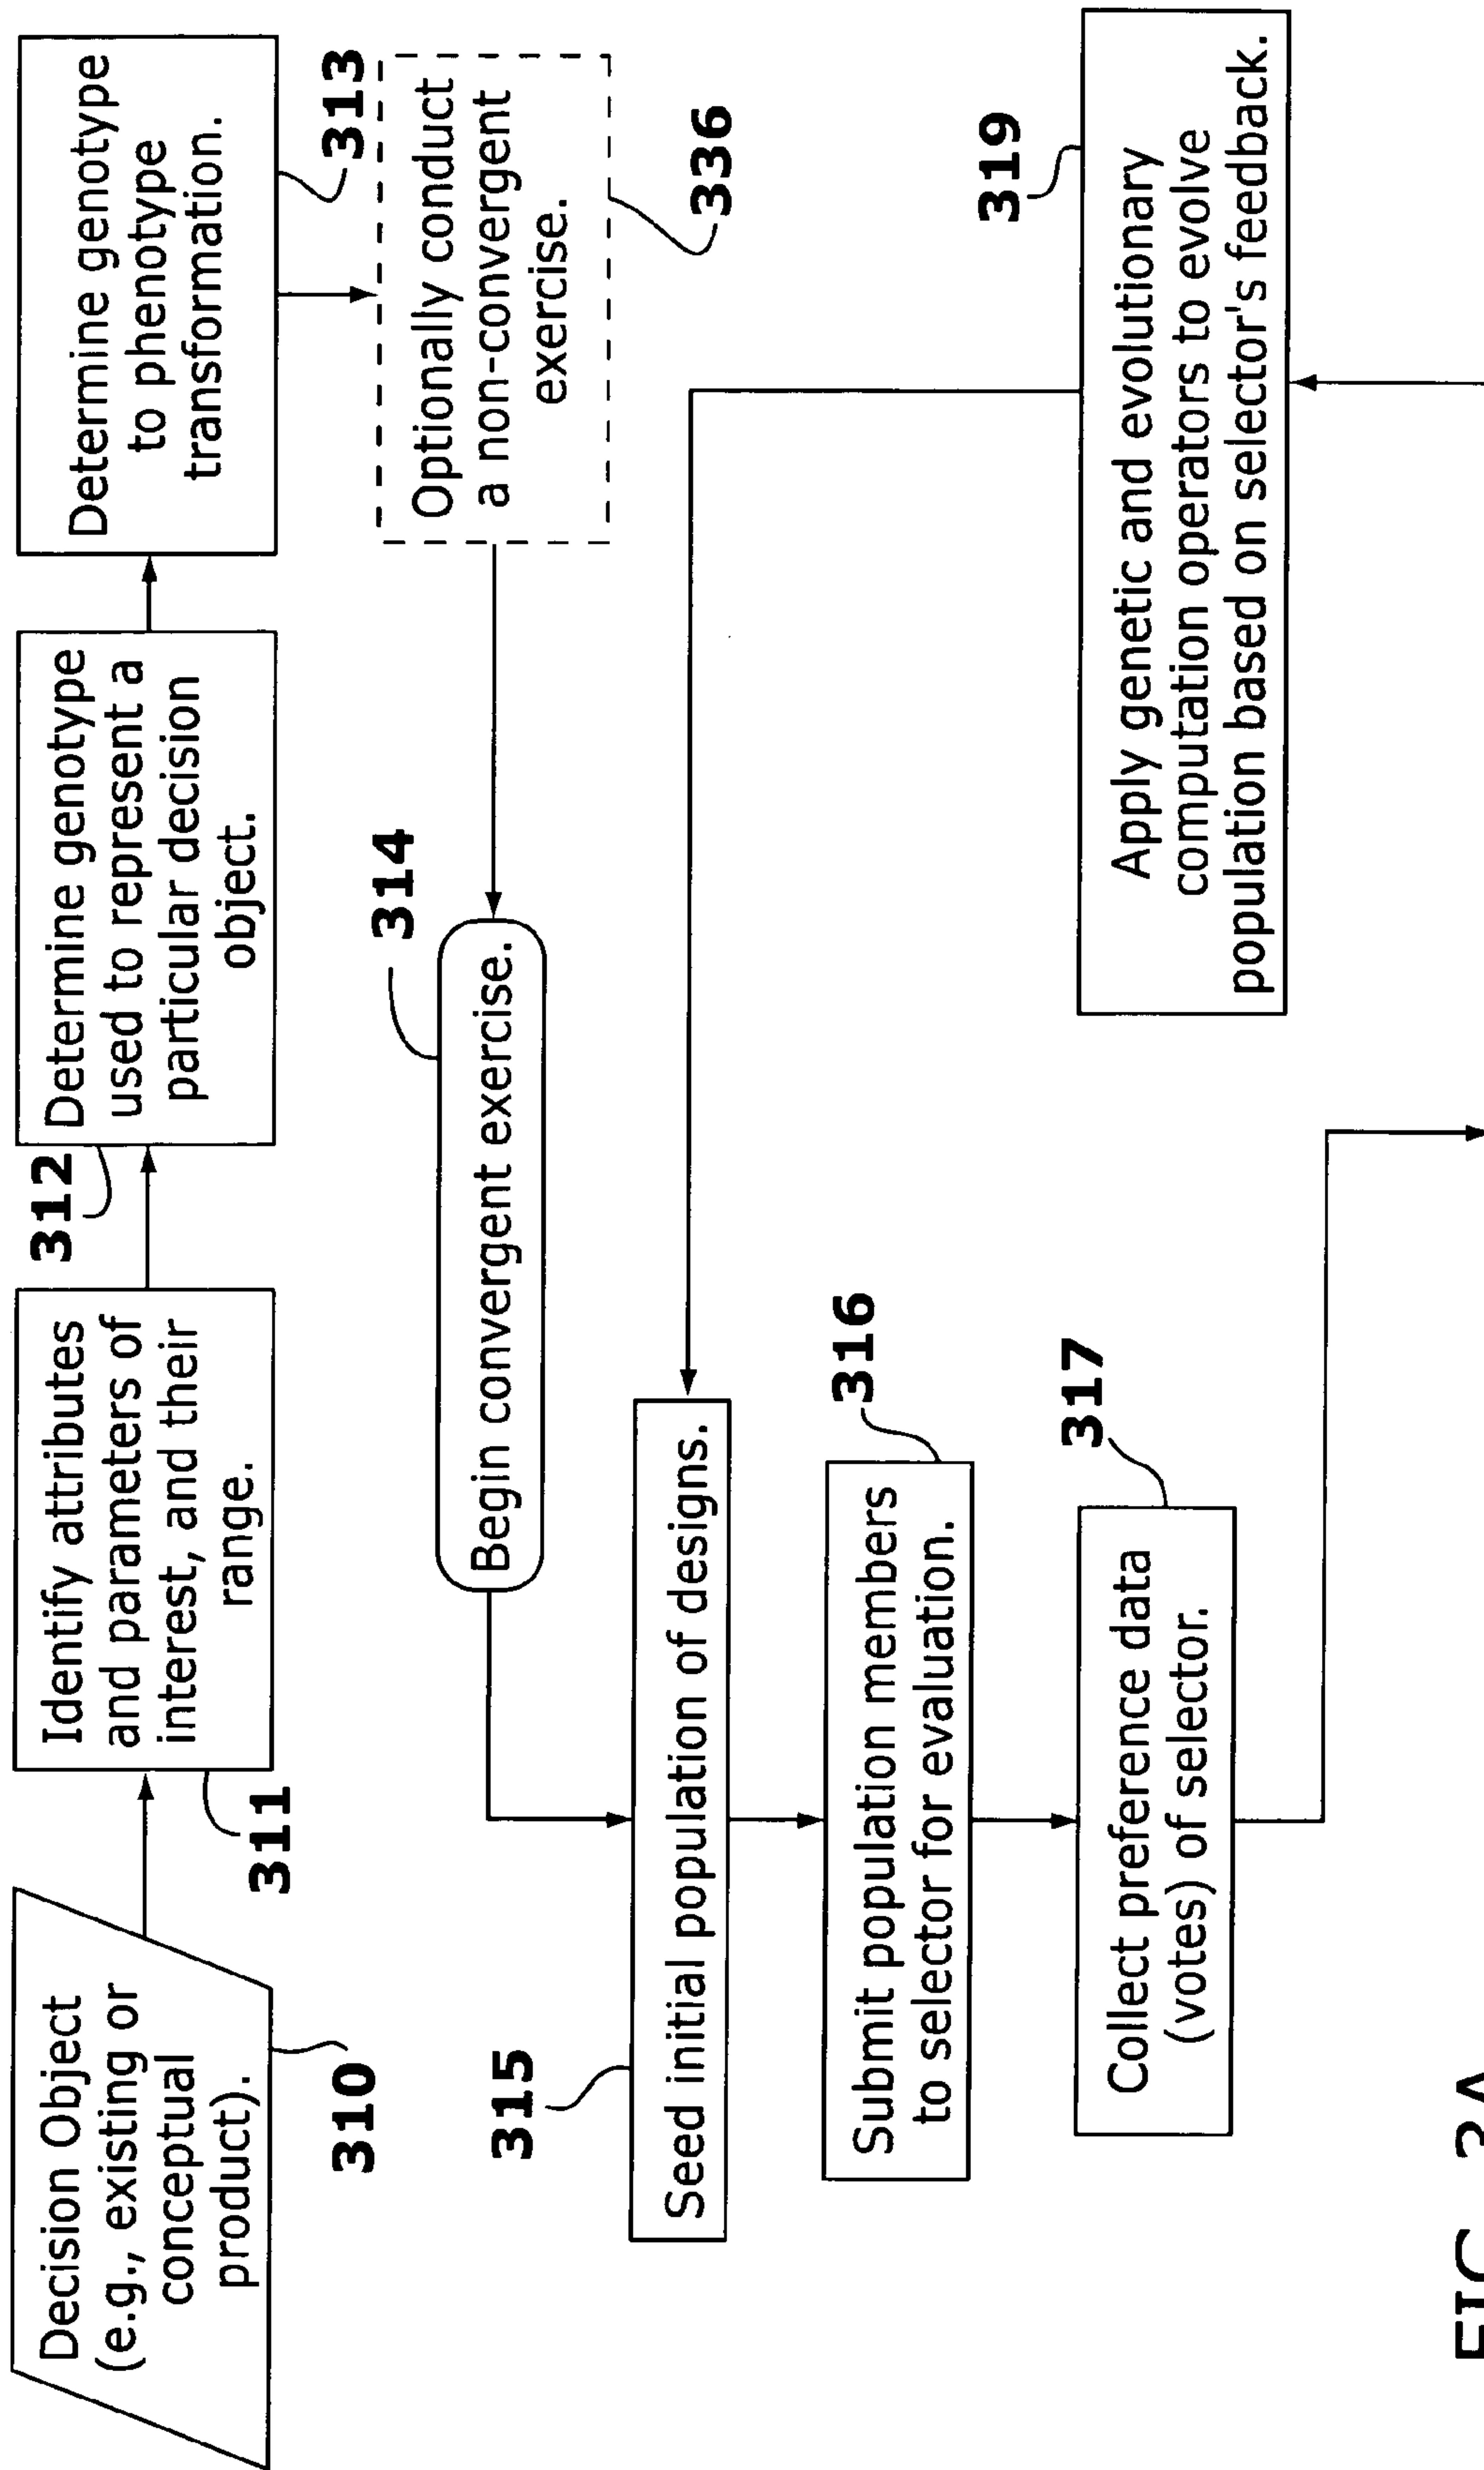 Decision Object
(e.g., existing or
conceptual
product).
310
Identify attributes
and parameters of
interest, and their
range.
311
312
Determine genotype
used to represent a
particular decision
object.
Determine genotype
to phenotype
transformation.
313
Optionally conduct
a non-convergent
exercise.
336
314
Begin convergent exercise.
315
Seed initial population of designs.
316
Submit population members
to selector for evaluation.
317
Collect preference data
(votes) of selector.
319
Apply genetic and evolutionary
computation operators to evolve
population based on selector's feedback.
FIG. 3A